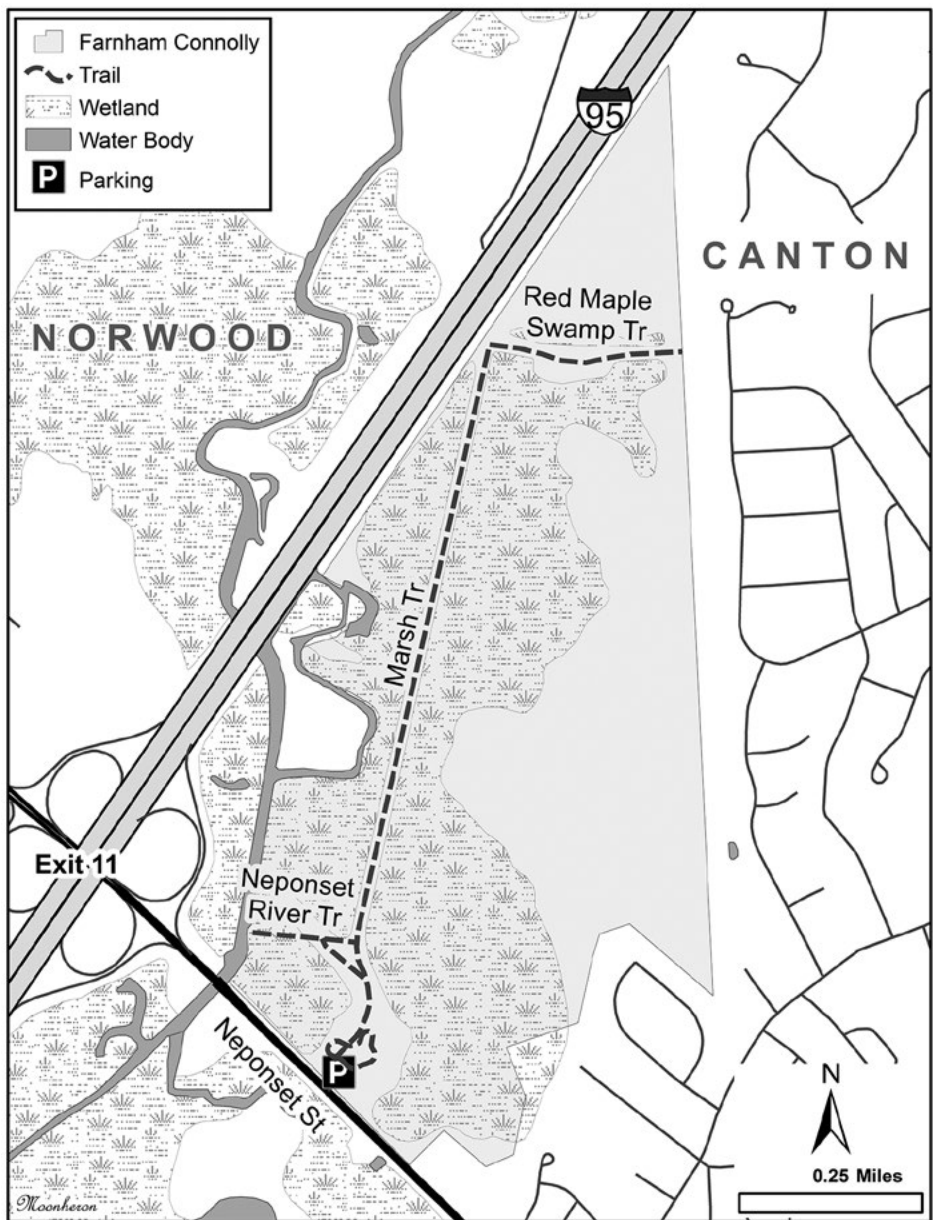 Farnham Connolly
Trail
Wetland
Water Body
P
Parking
95
CANTON
Red Maple
Swamp Tr
NORWOOD
Marsh Tr
Exit 11
Neponset
River Tr
P
Neponset St
N
0.25 Miles
Moonheron